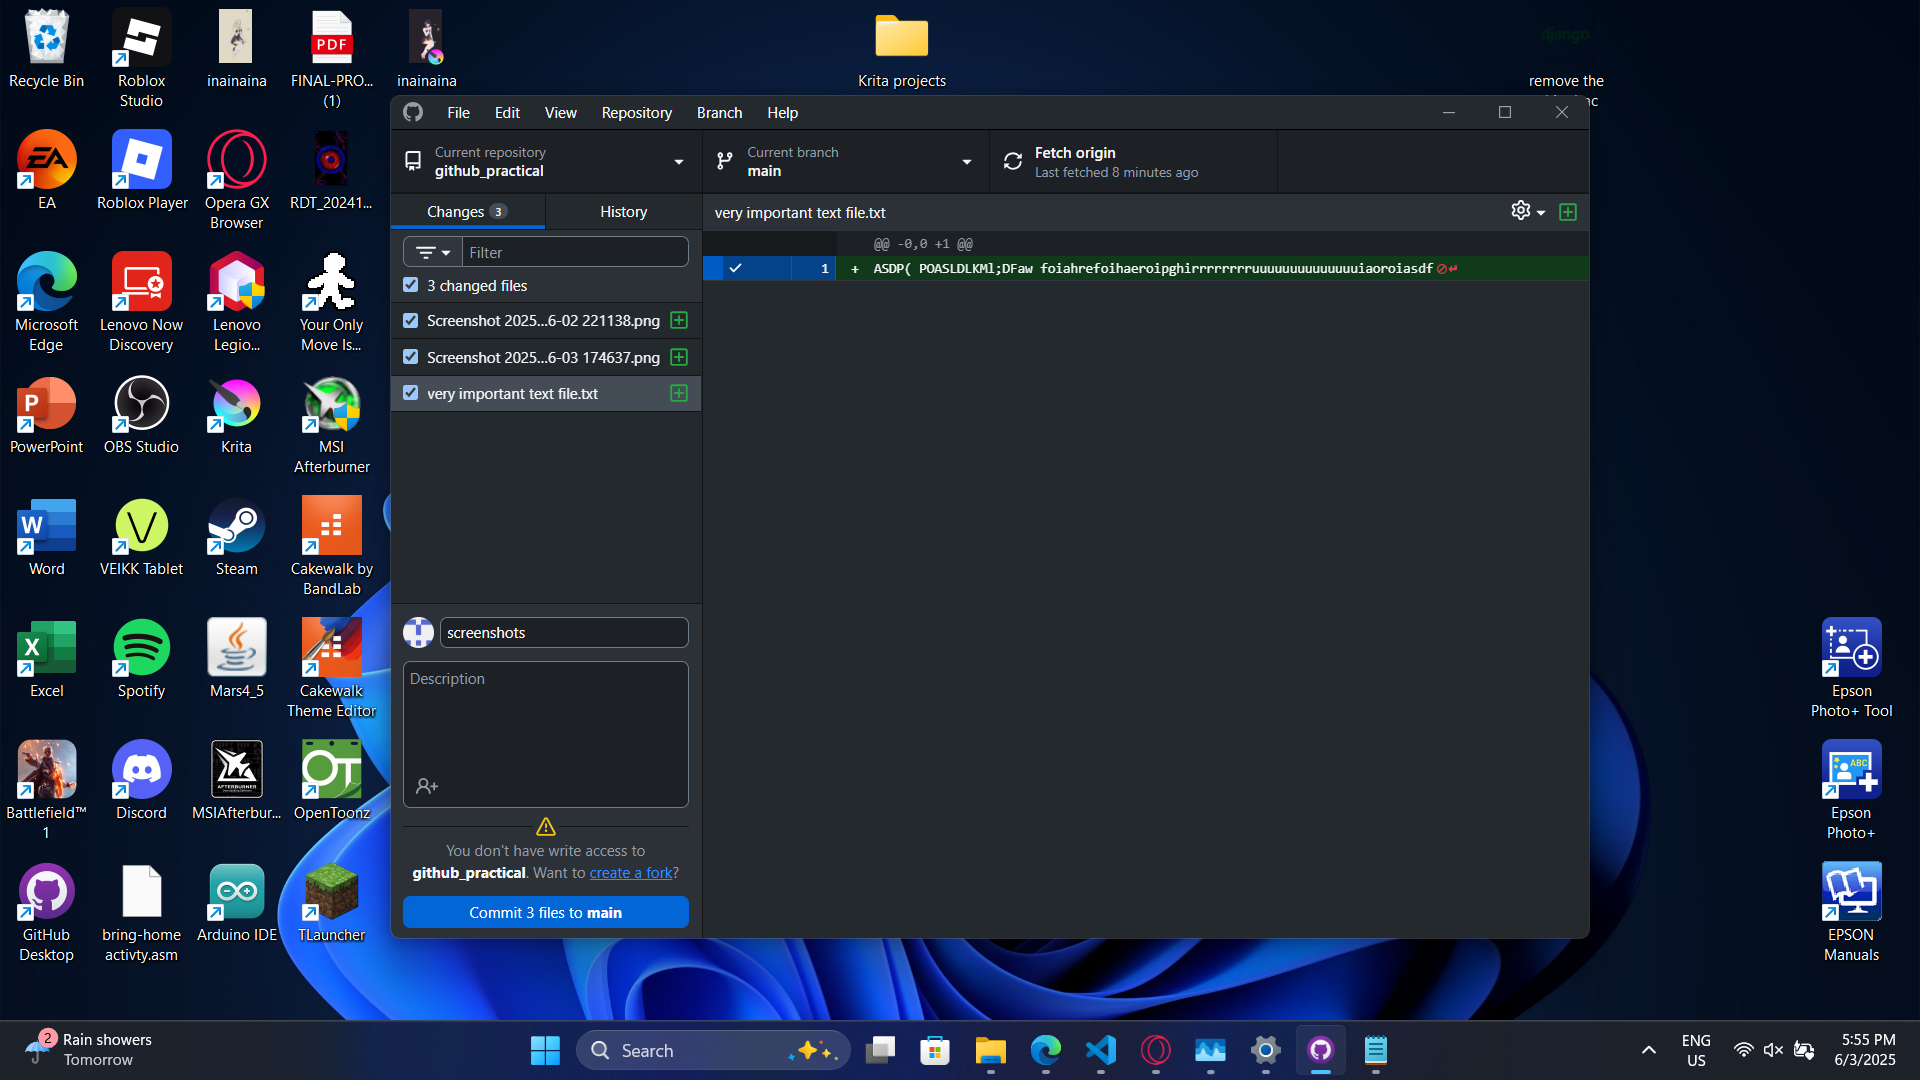 Recycle Bin
Roblox
Studio
inainaina
FINAL-PRO...
(1)
inainaina
Krita projects
django
remove the
File
Edit
View
Repository
Branch
Help
Current repository
github_practical
Current branch
main
Fetch origin
Last fetched 8 minutes ago
Changes 3
History
very important text file.txt
Filter
3 changed files
Screenshot 2025...6-02 221138.png
Screenshot 2025...6-03 174637.png
very important text file.txt
@@ -0,0 +1 @@
1 + ASDP( POASLDLKMl;DFaw foiahrefoihaeroipghirrrrrrrruuuuuuuuuuuuuuiaoroiasdf
screenshots
Description
You don't have write access to
github_practical. Want to create a fork?
Commit 3 files to main
EA
Roblox Player
Opera GX
Browser
RDT_20241...
Microsoft
Edge
Lenovo Now
Discovery
Lenovo
Legio...
Your Only
Move Is...
PowerPoint
OBS Studio
Krita
MSI
Afterburner
Word
VEIKK Tablet
Steam
Cakewalk by
BandLab
Excel
Spotify
Mars4_5
Cakewalk
Theme Editor
Battlefield™
1
Discord
MSIAfterbur...
OpenToonz
GitHub
Desktop
bring-home
activty.asm
Arduino IDE
TLauncher
Epson
Photo+ Tool
Epson
Photo+
EPSON
Manuals
2
Rain showers
Tomorrow
Search
ENG
US
5:55 PM
6/3/2025